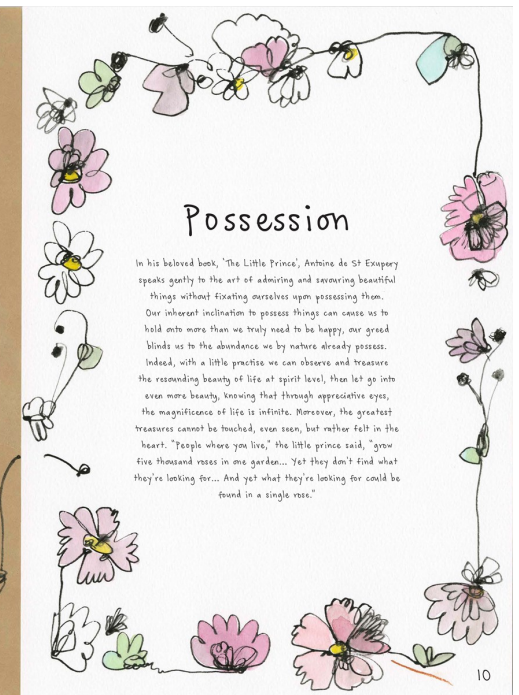 Possession
In his beloved book, 'The Little Prince', Antoine de St Exupery
speaks gently to the art of admiring and savouring beautiful
things without fixating ourselves upon possessing them.
Our inherent inclination to possess things can cause us to
hold onto more than we truly need to be happy, our greed
blinds us to the abundance we by nature already possess.
Indeed, with a little practise we can observe and treasure
the resounding beauty of life at spirit level, then let go into
even more beauty, knowing that through appreciative eyes,
the magnificence of life is infinite. Moreover, the greatest
treasures cannot be touched, even seen, but rather felt in the
heart. "People where you live," the little prince said, "grow
five thousand roses in one garden... Yet they don't find what
they're looking for... And yet what they're looking for could be
found in a single rose."
10